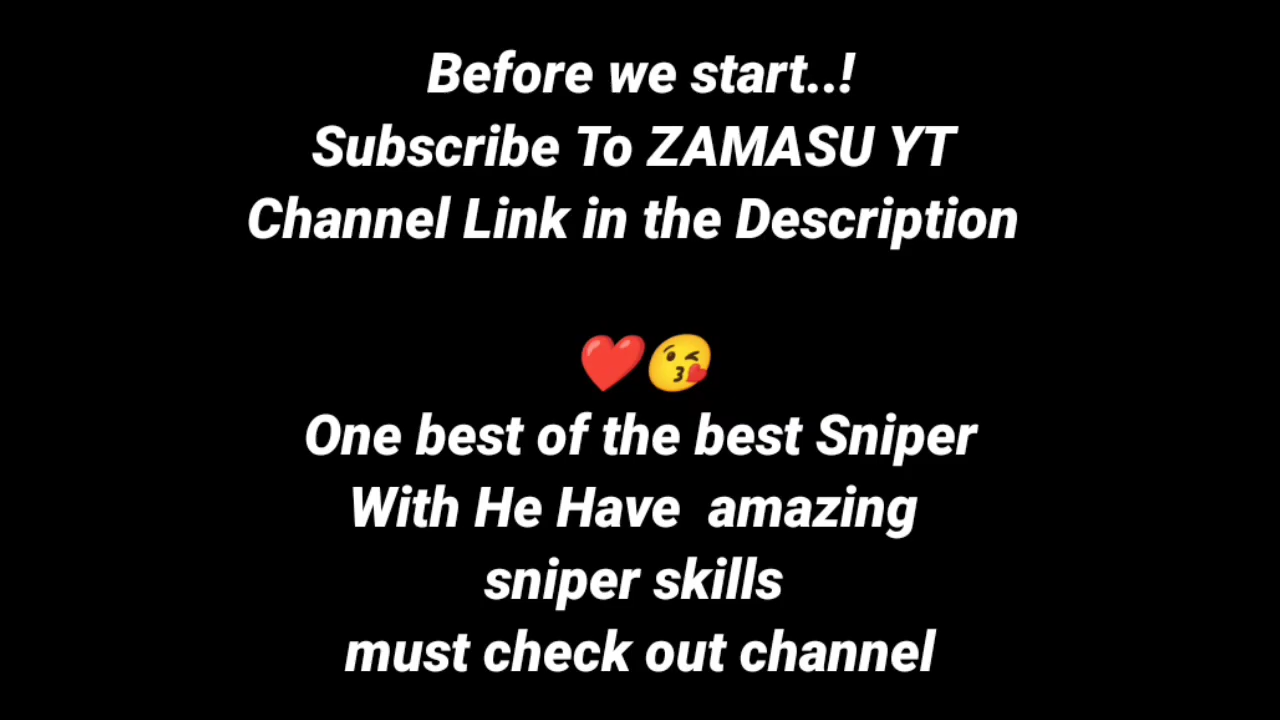 Before we start..!
Subscribe To ZAMASU YT
Channel Link in the Description
❤️😘
One best of the best Sniper
With He Have  amazing
sniper skills
must check out channel